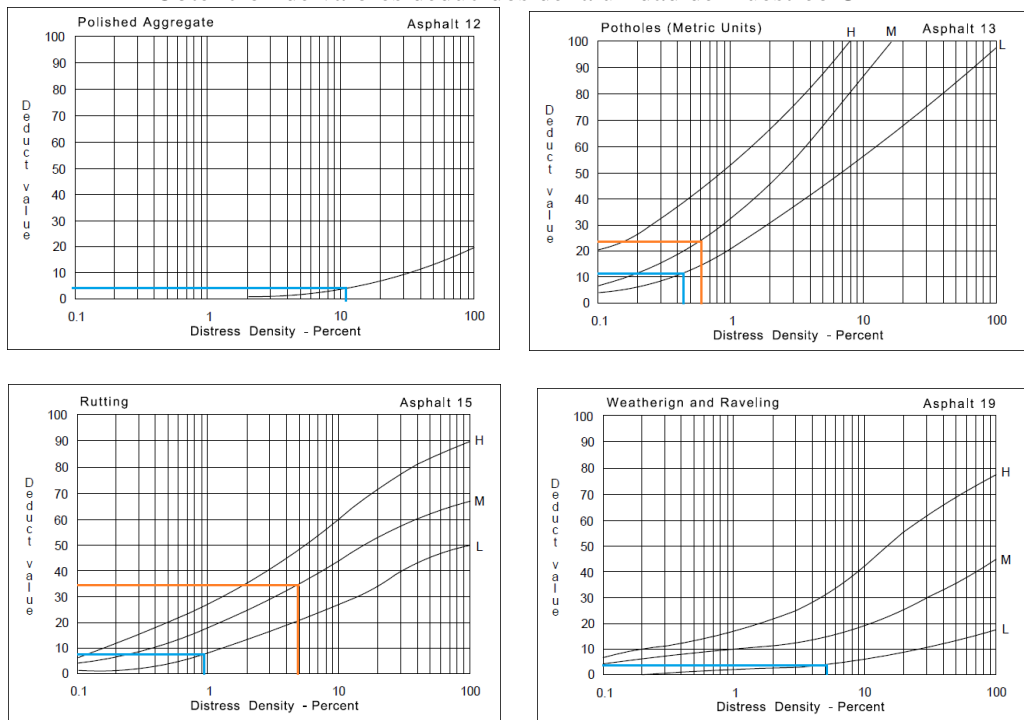 Polished Aggregate
Asphalt 12
Deduct value
100
90
80
70
60
50
40
30
20
10
0
0.1
1
10
100
Distress Density - Percent
Potholes (Metric Units)
Asphalt 13
H
M
L
Deduct value
100
90
80
70
60
50
40
30
20
10
0
0.1
1
10
100
Distress Density - Percent
Rutting
Asphalt 15
H
M
L
Deduct value
100
90
80
70
60
50
40
30
20
10
0
0.1
1
10
100
Distress Density - Percent
Weatherign and Raveling
Asphalt 19
H
M
L
Deduct value
100
90
80
70
60
50
40
30
20
10
0
0.1
1
10
100
Distress Density - Percent